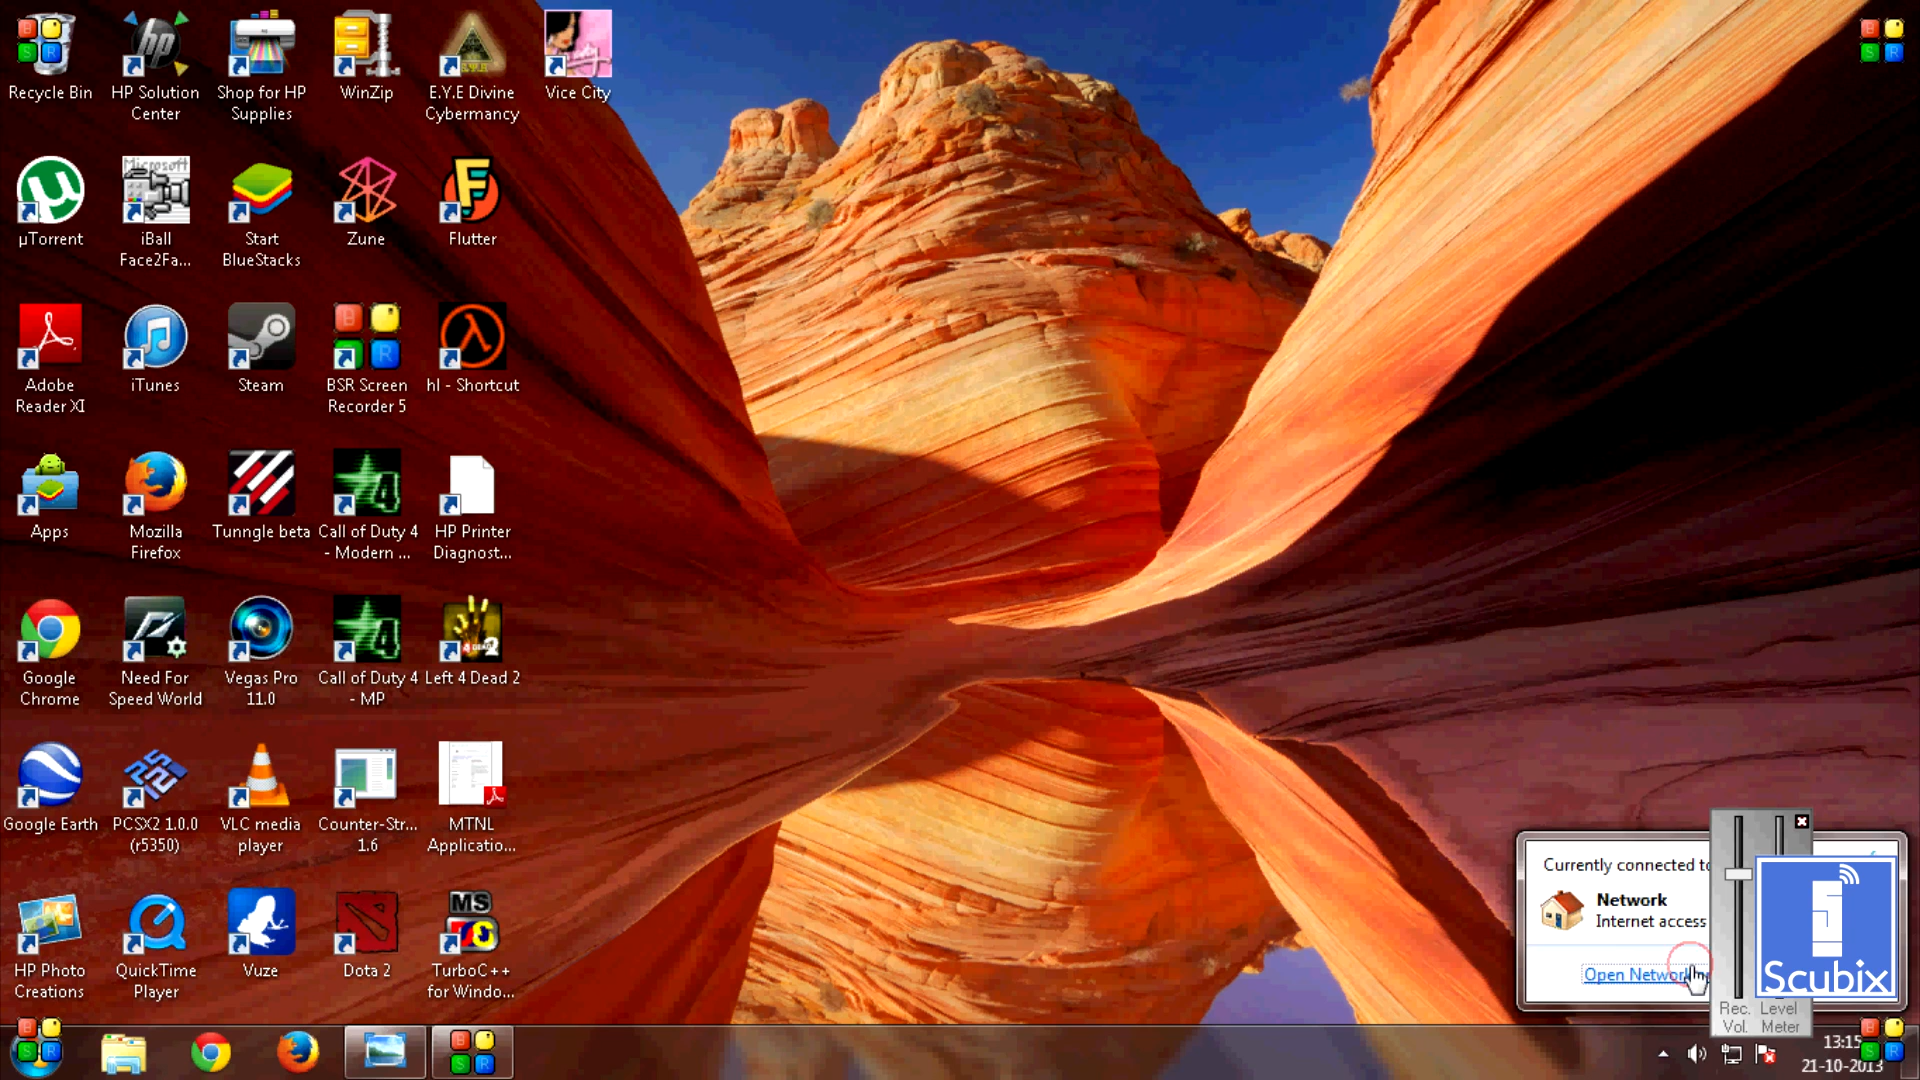 Recycle Bin
HP Solution
Center
Shop for HP
Supplies
WinZip
E.Y.E Divine
Cybermancy
Vice City
µTorrent
Microsoft
iBall
Face2Fa...
Start
BlueStacks
Zune
Flutter
Adobe
Reader XI
iTunes
Steam
BSR Screen
Recorder 5
hl - Shortcut
Apps
Mozilla
Firefox
Tunngle beta
Call of Duty 4
- Modern ...
HP Printer
Diagnost...
Google
Chrome
Need For
Speed World
Vegas Pro
11.0
Call of Duty 4
- MP
Left 4 Dead 2
Google Earth
PCSX2 1.0.0
(r5350)
VLC media
player
Counter-Str...
1.6
MTNL
Applicatio...
HP Photo
Creations
QuickTime
Player
Vuze
Dota 2
MS
TurboC++
for Windo...
Currently connected to
Network
Internet access
Open Network
Rec.
Vol.
Level
Meter
Scubix
13:15
21-10-2013